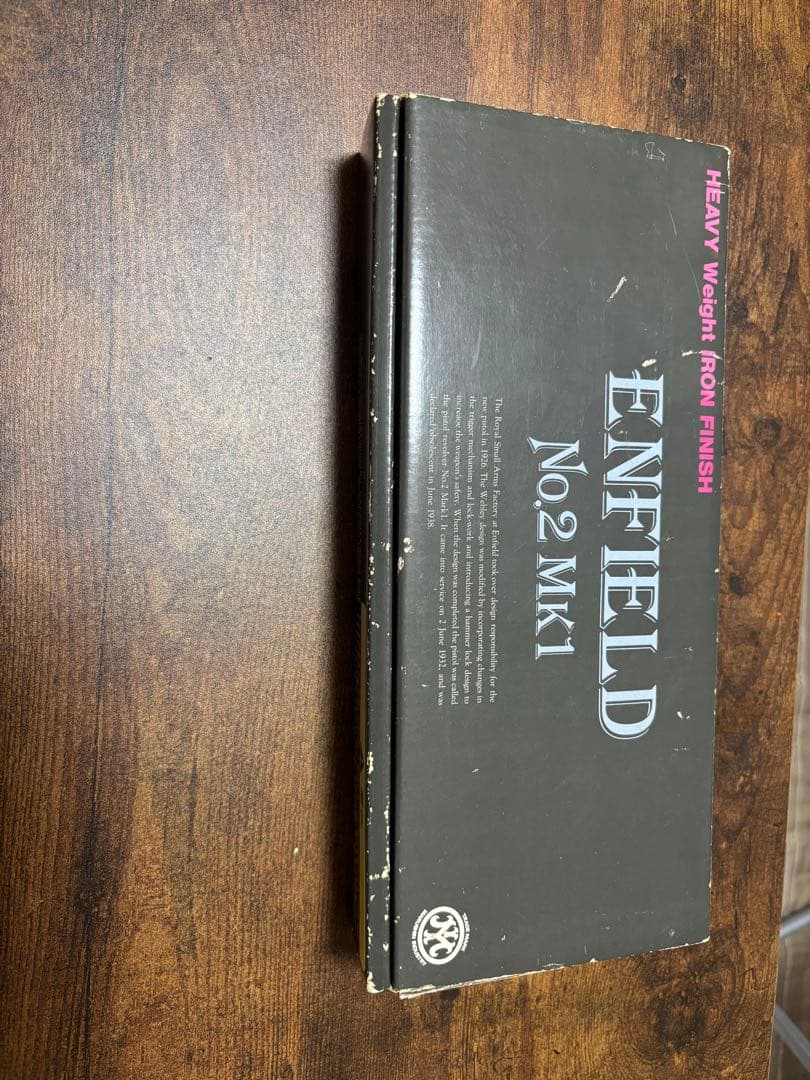 HEAVY Weight IRON FINISH
ENFIELD
No.2 MK1
The Royal Small Arms Factory at Enfield took over design responsibility for the
new pistol in 1926. The Webley design was modified by incorporating changes in
the trigger mechanism and lock-work and introducing a hammer lock design to
increase the weapon's safety. When the design was completed the pistol was called
the pistol revolver No.2 Mark1. It came into service on 2 June 1932, and was
declared obsolescent in June 1938.